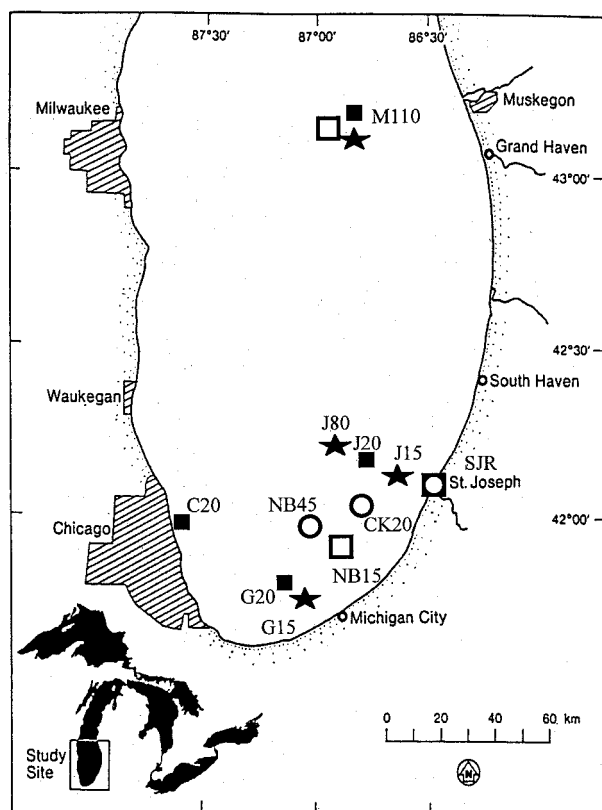 87°30'
87°00'
86°30'
Milwaukee
M110
Muskegon
Grand Haven
43°00'
42°30'
Waukegan
South Haven
J80
J20
J15
SJR
St. Joseph
C20
NB45
CK20
42°00'
Chicago
NB15
G20
G15
Michigan City
0 20 40 60. km
Study
Site
N